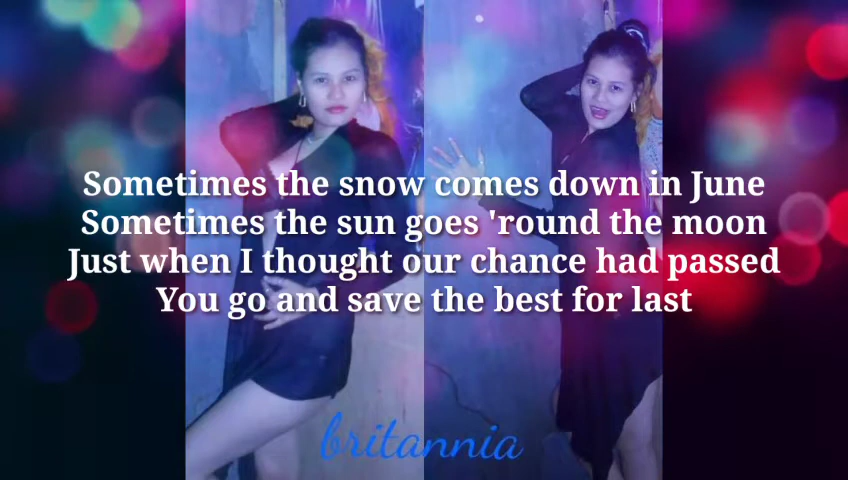 Sometimes the snow comes down in June
Sometimes the sun goes 'round the moon
Just when I thought our chance had passed
You go and save the best for last
britannia